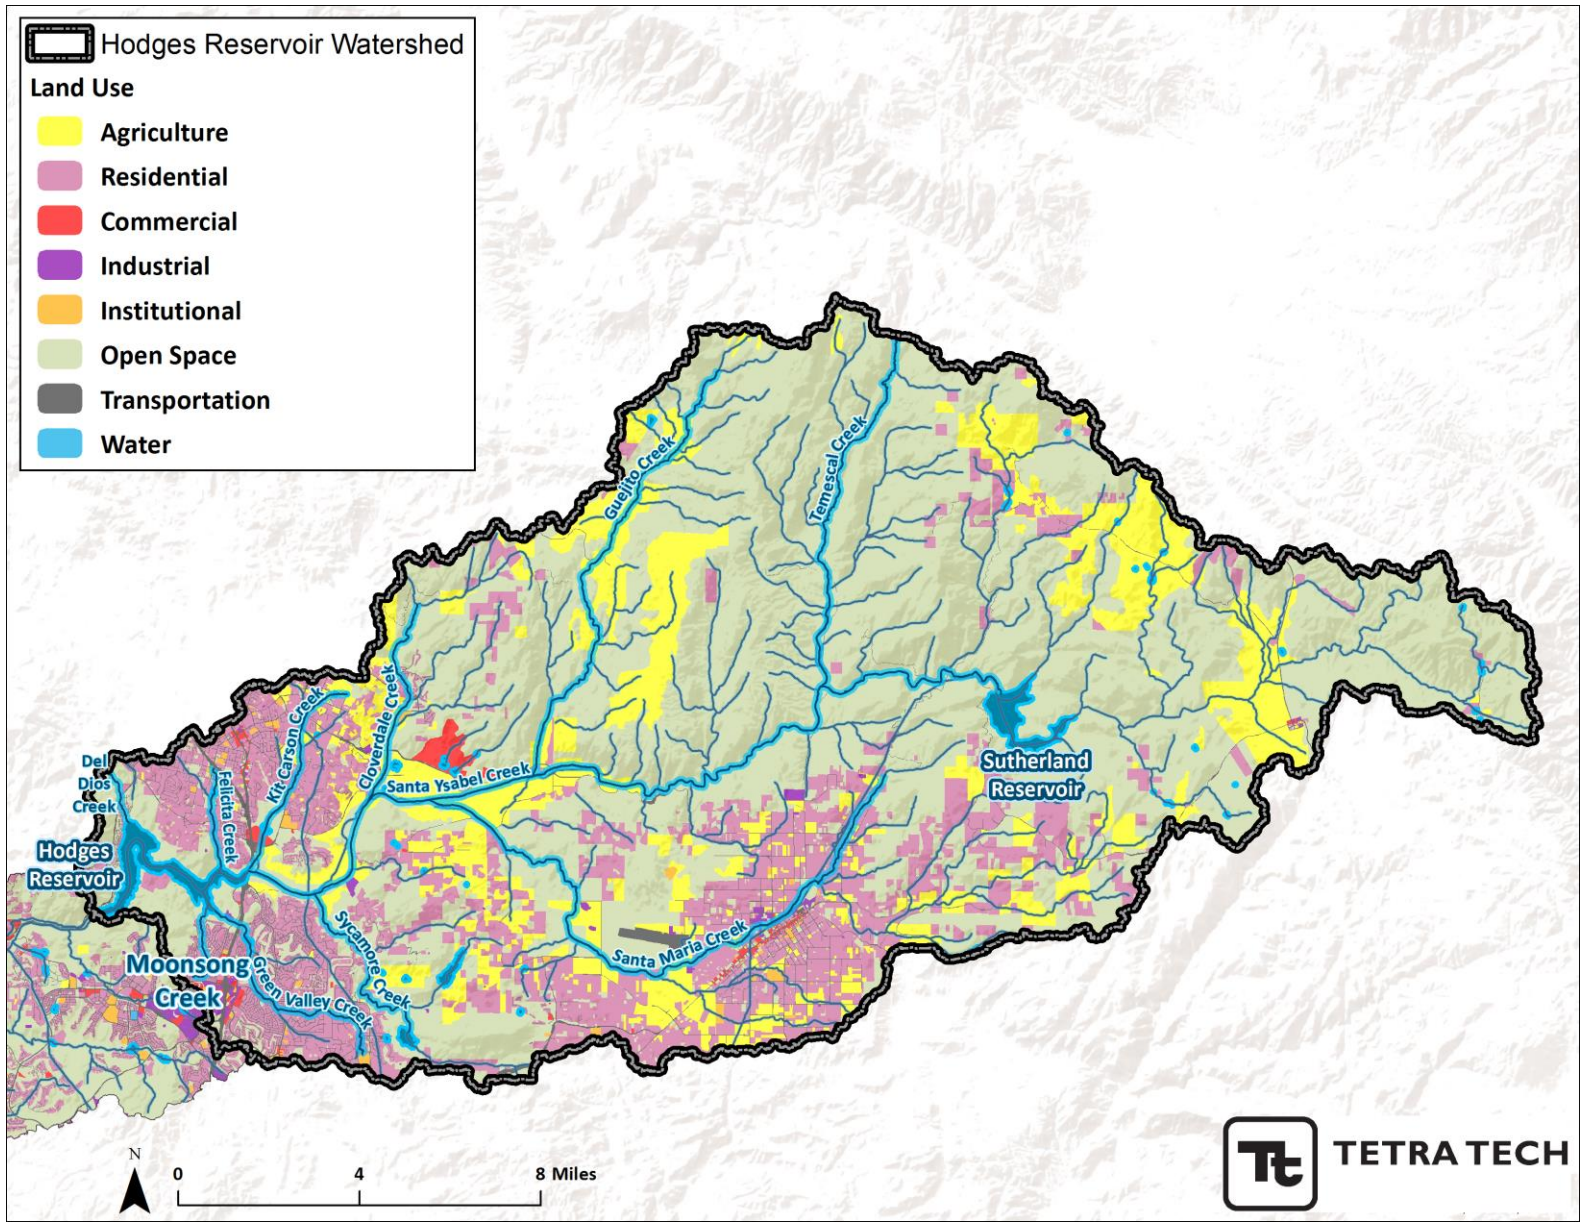 Hodges Reservoir Watershed
Land Use
Agriculture
Residential
Commercial
Industrial
Institutional
Open Space
Transportation
Water
Guejito Creek
Temescal Creek
Kit Carson Creek
Cloverdale Creek
Del
Dios
Creek
Felicita Creek
Santa Ysabel Creek
Sutherland
Reservoir
Hodges
Reservoir
Sycamore Creek
Santa Maria Creek
Moonsong
Creek
Green Valley Creek
N
0 4 8 Miles
Tt
TETRA TECH